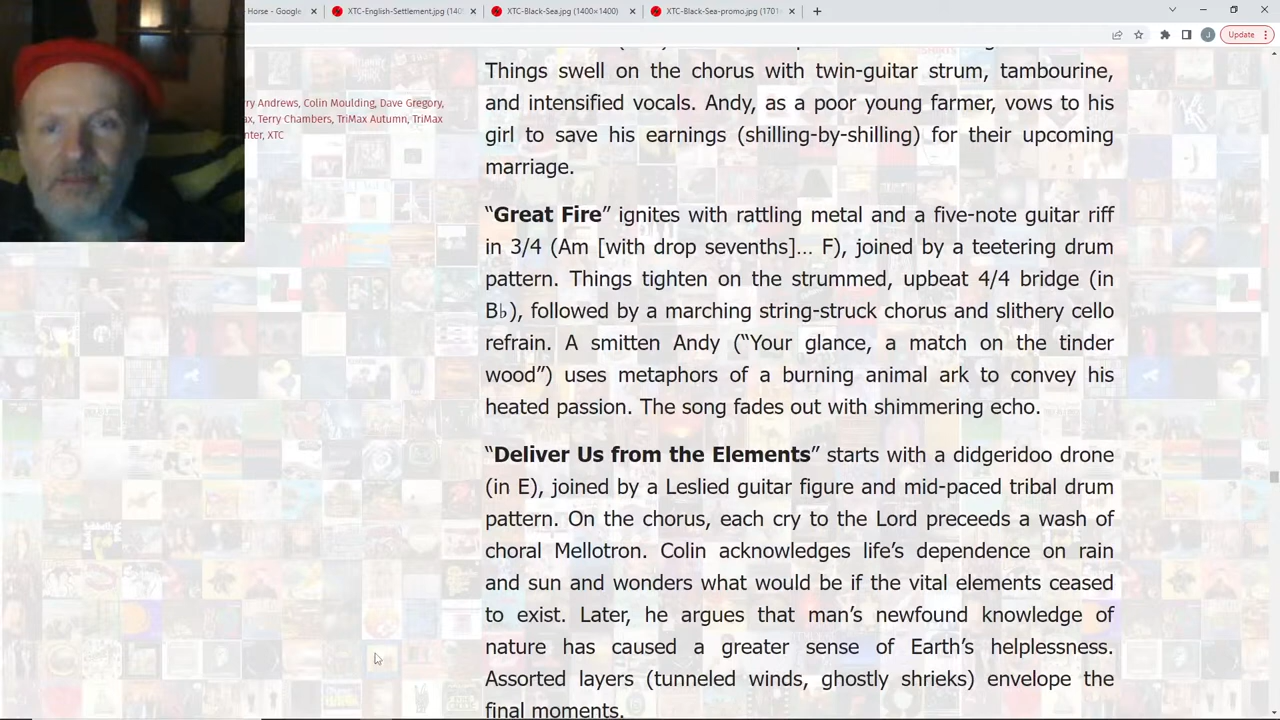 Horse - Google
XTC-English-Settlement.jpg (140
XTC-Black-Sea.jpg (1400×1400)
XTC-Black-Sea-promo.jpg (1701×
J
Update
Things swell on the chorus with twin-guitar strum, tambourine,
and intensified vocals. Andy, as a poor young farmer, vows to his
girl to save his earnings (shilling-by-shilling) for their upcoming
marriage.
ry Andrews, Colin Moulding, Dave Gregory,
ax, Terry Chambers, TriMax Autumn, TriMax
nter, XTC
“Great Fire” ignites with rattling metal and a five-note guitar riff
in 3/4 (Am [with drop sevenths]… F), joined by a teetering drum
pattern. Things tighten on the strummed, upbeat 4/4 bridge (in
B♭), followed by a marching string-struck chorus and slithery cello
refrain. A smitten Andy (“Your glance, a match on the tinder
wood”) uses metaphors of a burning animal ark to convey his
heated passion. The song fades out with shimmering echo.
“Deliver Us from the Elements” starts with a didgeridoo drone
(in E), joined by a Leslied guitar figure and mid-paced tribal drum
pattern. On the chorus, each cry to the Lord preceeds a wash of
choral Mellotron. Colin acknowledges life’s dependence on rain
and sun and wonders what would be if the vital elements ceased
to exist. Later, he argues that man’s newfound knowledge of
nature has caused a greater sense of Earth’s helplessness.
Assorted layers (tunneled winds, ghostly shrieks) envelope the
final moments.